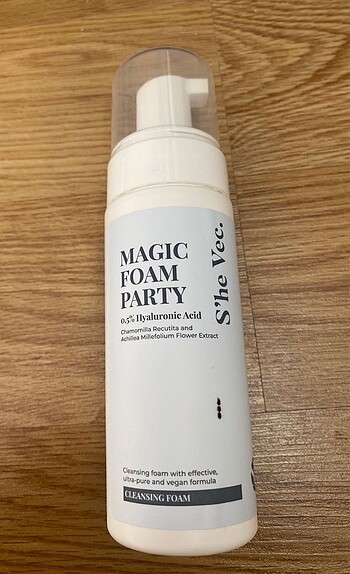 MAGIC
FOAM
PARTY
0.5% Hyaluronic Acid
Chamomilla Recutita and
Achillea Millefolium Flower Extract
S'he Vec.
Cleansing foam with effective,
ultra-pure and vegan formula
CLEANSING FOAM